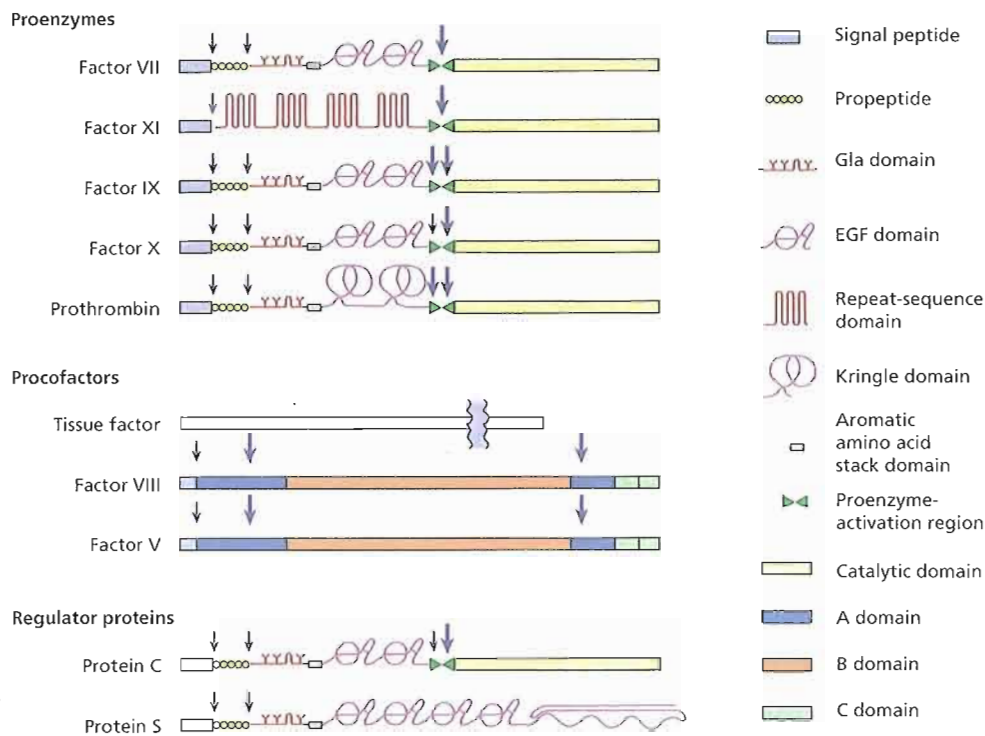 Proenzymes
Factor VII
Factor XI
Factor IX
Factor X
Prothrombin
Procofactors
Tissue factor
Factor VIII
Factor V
Regulator proteins
Protein C
Protein S
Signal peptide
Propeptide
Gla domain
EGF domain
Repeat-sequence
domain
Kringle domain
Aromatic
amino acid
stack domain
Proenzyme-
activation region
Catalytic domain
A domain
B domain
C domain